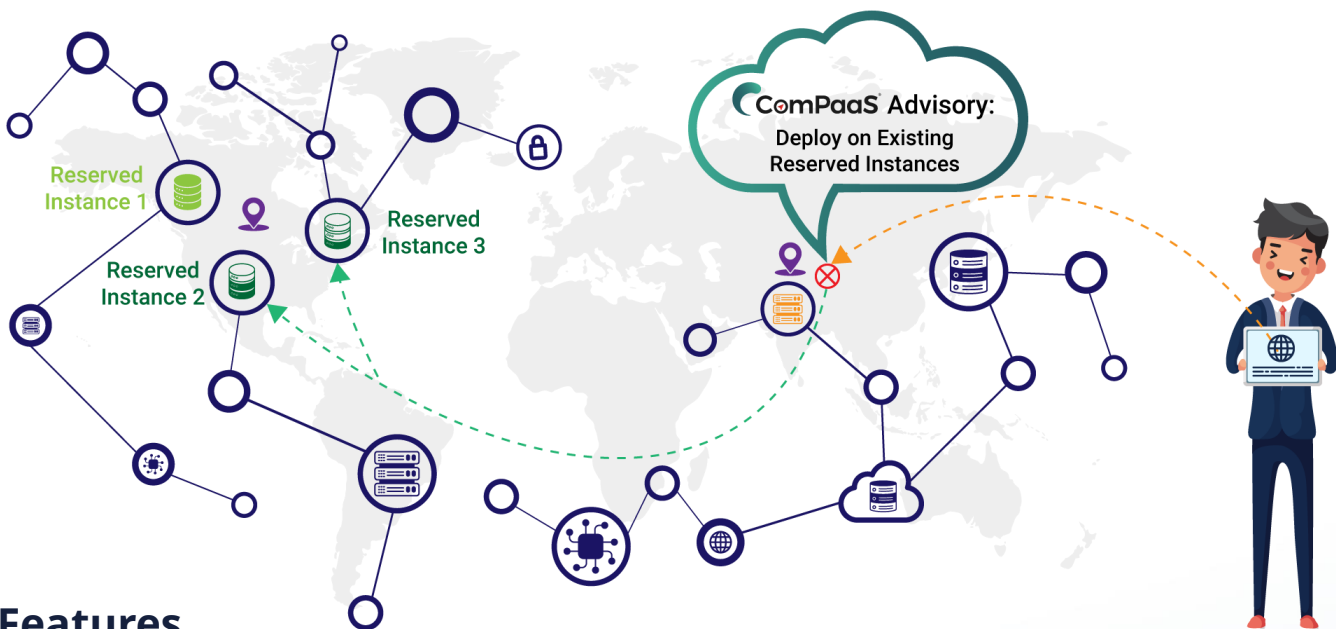 ComPaaS Advisory:
Deploy on Existing
Reserved Instances
Reserved
Instance 1
Reserved
Instance 3
Reserved
Instance 2
Features